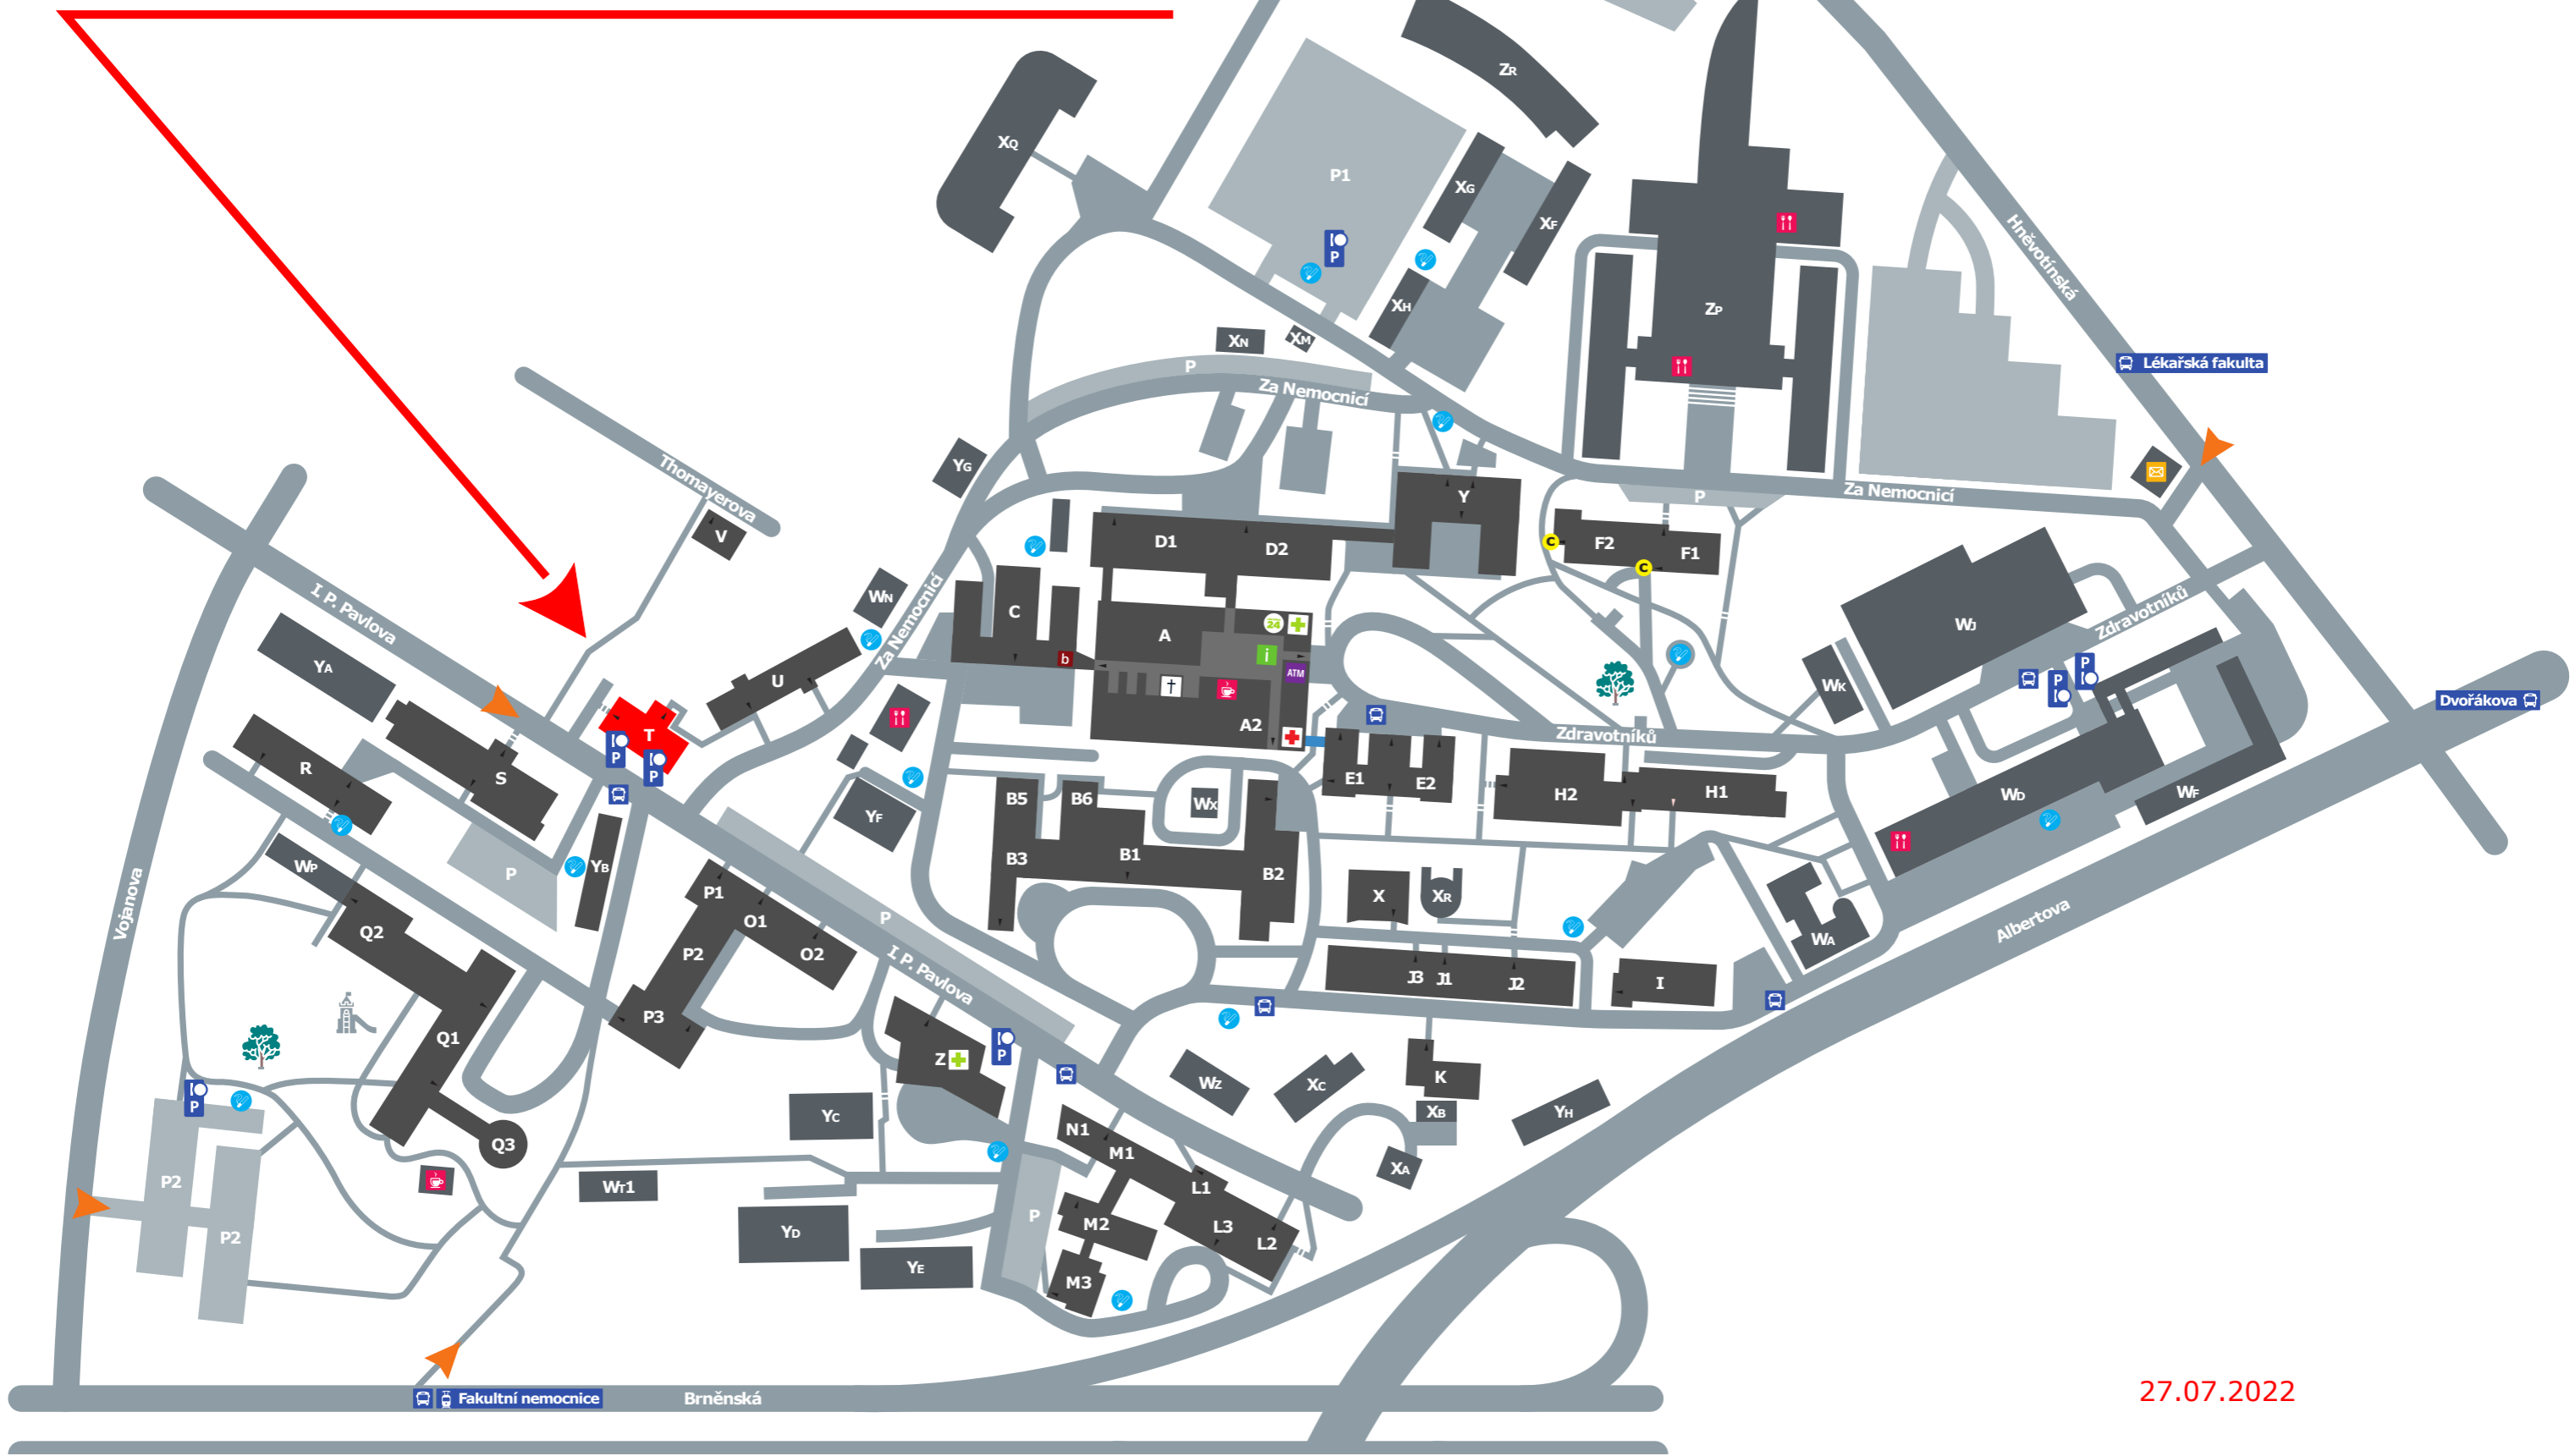 ZR
XQ
P1
XG
XF
P
XH
ZP
XN
XM
P
Za Nemocnicí
Hněvotínská
Lékařská fakulta
YG
Thomayerova
V
Y
P
Za Nemocnicí
D1
D2
F2
F1
C
C
I. P. Pavlova
WN
Za Nemocnicí
C
A
24
i
b
ATM
A2
WJ
Zdravotníků
P
P
WK
Dvořákova
YA
U
T
P
P
R
S
Zdravotníků
E1
E2
H2
H1
WD
WF
YF
B5
B6
WX
B3
B1
B2
WP
P
YB
Vojanova
Q2
P1
O1
O2
P2
P
I. P. Pavlova
X
XR
WA
Albertova
J3
J1
J2
I
P3
Q1
Q3
P
Z
P
WZ
XC
K
XB
YH
YC
N1
M1
XA
P2
P2
WT1
L1
YD
P
M2
L3
L2
YE
M3
Fakultní nemocnice
Brněnská
27.07.2022